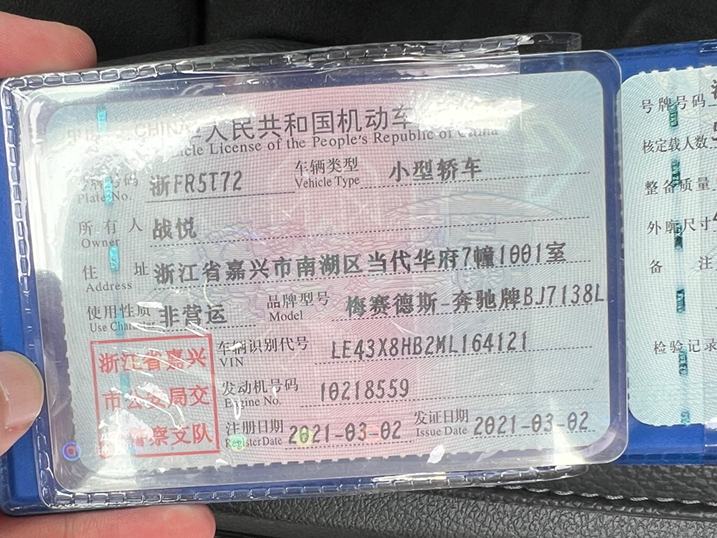 人民共和国机动车
License of the People's Republic of China
号牌号码 浙FR5T72 车辆类型 小型轿车
Plate No. Vehicle Type
所有人 战悦
Owner
住址 浙江省嘉兴市南湖区当代华府7幢1001室
Address
使用性质 非营运 品牌型号 梅赛德斯-奔驰牌BJ7138L
Use Model
浙江省嘉兴
市公安局交
警察支队
车辆识别代号 LE43X8HB2ML164121
VIN
发动机号码 10218559
Engine No.
注册日期 2021-03-02 发证日期 2021-03-02
Register Date Issue Date
号牌号码
核定载人数
整备质量
外廓尺寸
备注
检验记录